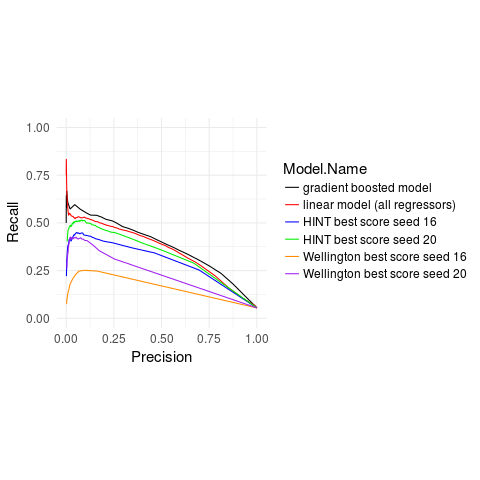 1.00
0.75
0.50
0.25
0.00
Recall
0.00 0.25 0.50 0.75 1.00
Precision
Model.Name
gradient boosted model
linear model (all regressors)
HINT best score seed 16
HINT best score seed 20
Wellington best score seed 16
Wellington best score seed 20